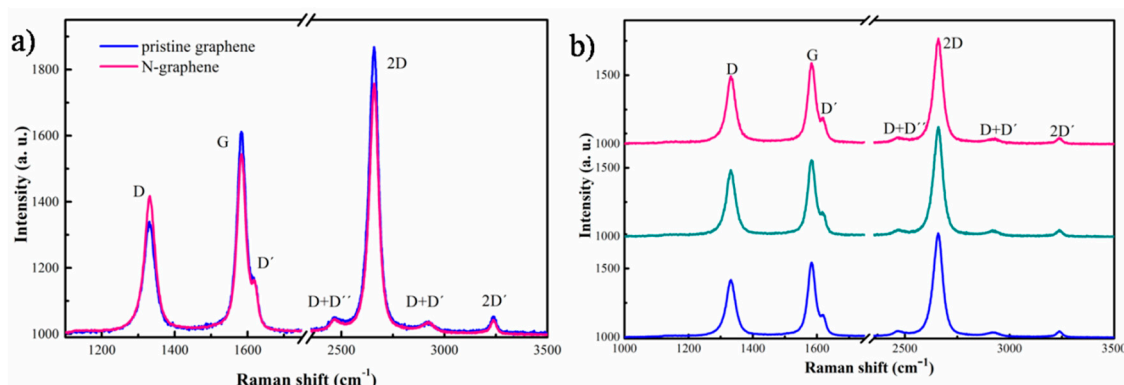 a)
pristine graphene
N-graphene
2D
G
D
D´
D+D´´
D+D´
2D´
1800
1600
1400
1200
1000
Intensity (a. u.)
1200
1400
1600
2500
3000
3500
Raman shift (cm⁻¹)
b)
2D
G
D
D´
D+D´´
D+D´
2D´
1500
1000
1500
1000
1500
1000
Intensity (a. u.)
1000
1200
1400
1600
2500
3000
3500
Raman shift (cm⁻¹)